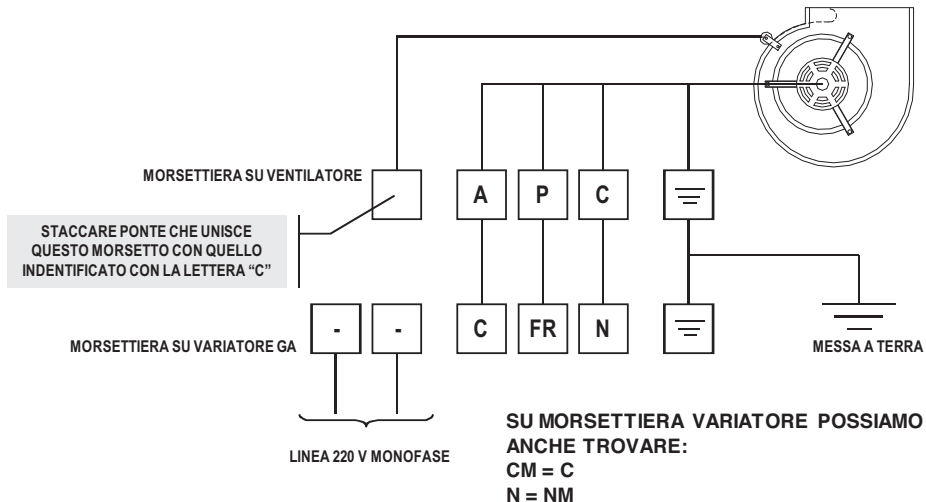 MORSETTIERA SU VENTILATORE
A P C
STACCARE PONTE CHE UNISCE
QUESTO MORSETTO CON QUELLO
INDENTIFICATO CON LA LETTERA “C”
MORSETTIERA SU VARIATORE GA
- - C FR N
MESSA A TERRA
LINEA 220 V MONOFASE
SU MORSETTIERA VARIATORE POSSIAMO
ANCHE TROVARE:
CM = C
N = NM